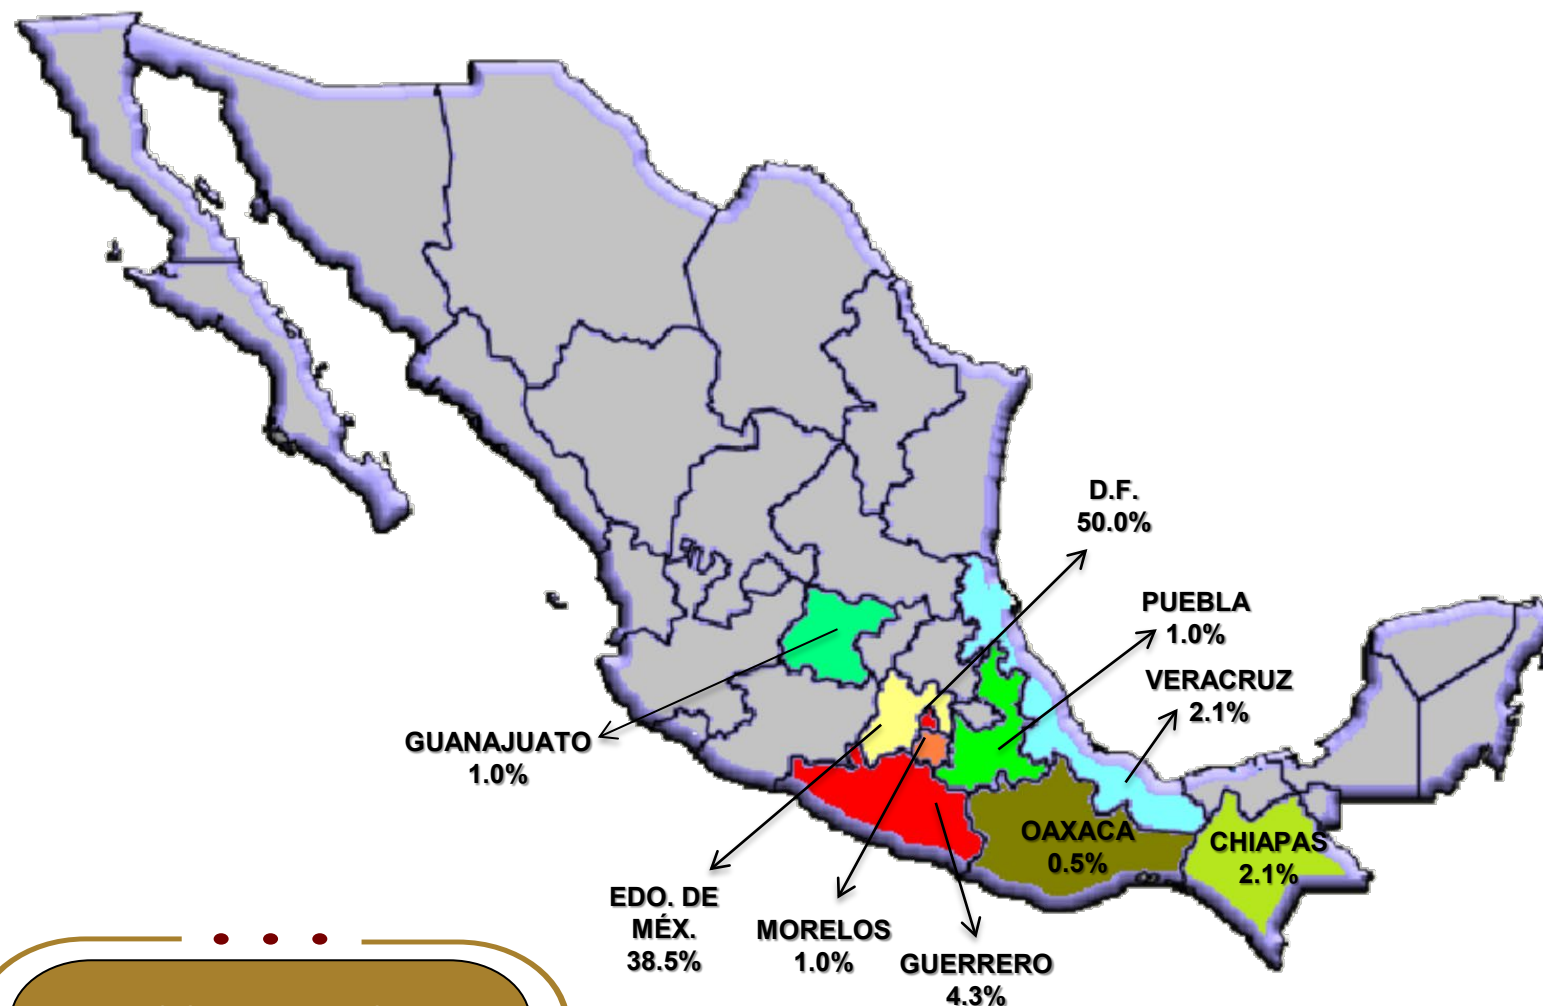 D.F.
50.0%
PUEBLA
1.0%
VERACRUZ
2.1%
GUANAJUATO
1.0%
OAXACA
0.5%
CHIAPAS
2.1%
EDO. DE
MÉX.
38.5%
MORELOS
1.0%
GUERRERO
4.3%